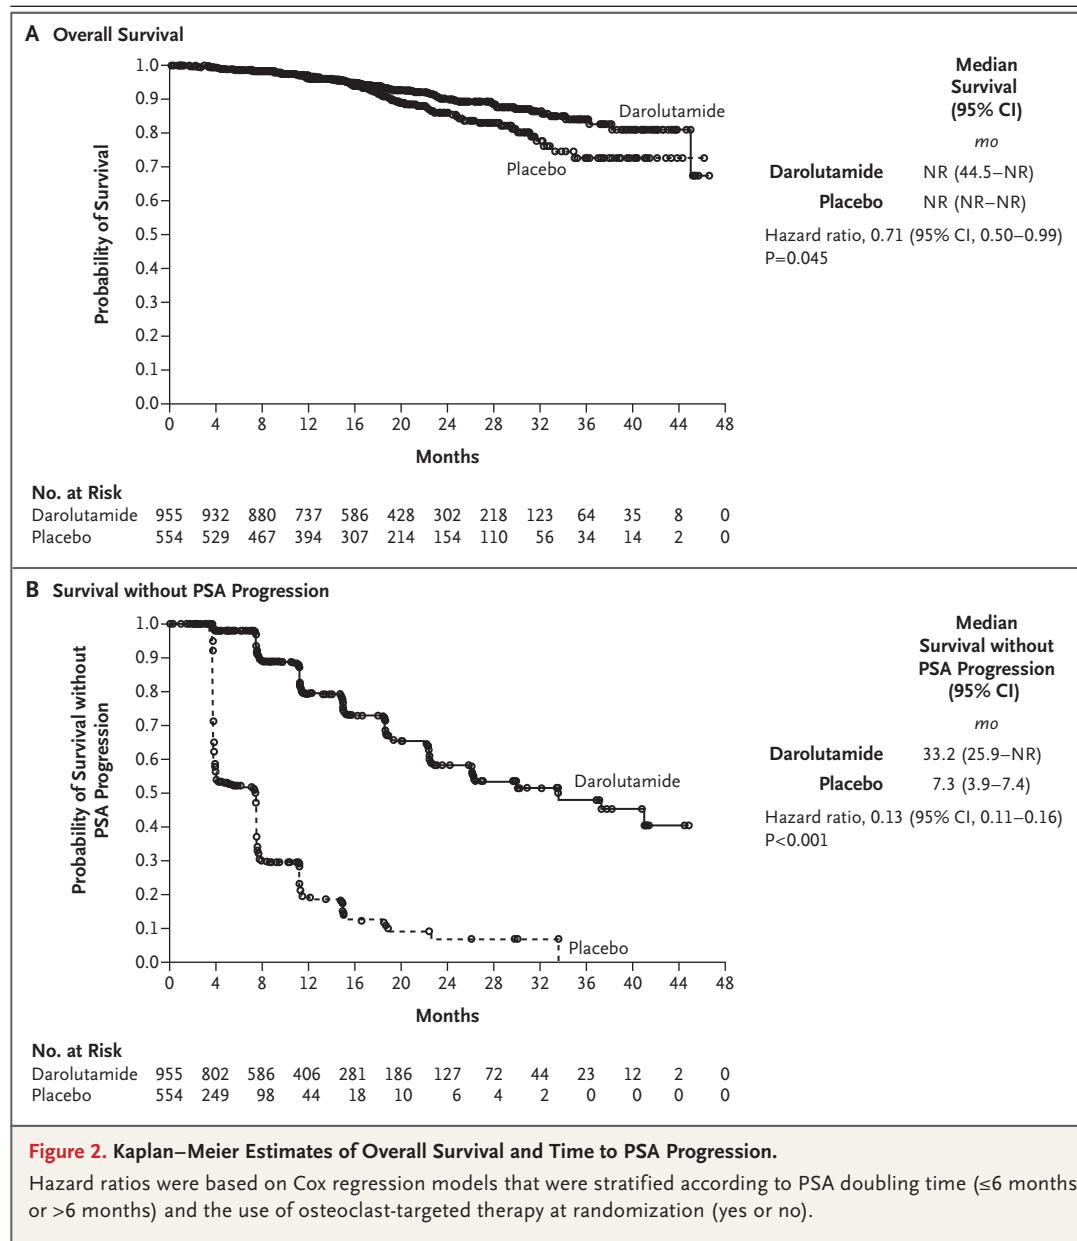 A Overall Survival
1.0
0.9
0.8
0.7
0.6
0.5
0.4
0.3
0.2
0.1
0.0
Probability of Survival
0 4 8 12 16 20 24 28 32 36 40 44 48
Months
Darolutamide
Placebo
Median
Survival
(95% CI)
mo
Darolutamide NR (44.5–NR)
Placebo NR (NR–NR)
Hazard ratio, 0.71 (95% CI, 0.50–0.99)
P=0.045
No. at Risk
Darolutamide 955 932 880 737 586 428 302 218 123 64 35 8 0
Placebo 554 529 467 394 307 214 154 110 56 34 14 2 0
B Survival without PSA Progression
1.0
0.9
0.8
0.7
0.6
0.5
0.4
0.3
0.2
0.1
0.0
Probability of Survival without
PSA Progression
0 4 8 12 16 20 24 28 32 36 40 44 48
Months
Darolutamide
Placebo
Median
Survival without
PSA Progression
(95% CI)
mo
Darolutamide 33.2 (25.9–NR)
Placebo 7.3 (3.9–7.4)
Hazard ratio, 0.13 (95% CI, 0.11–0.16)
P<0.001
No. at Risk
Darolutamide 955 802 586 406 281 186 127 72 44 23 12 2 0
Placebo 554 249 98 44 18 10 6 4 2 0 0 0 0
Figure 2. Kaplan–Meier Estimates of Overall Survival and Time to PSA Progression.
Hazard ratios were based on Cox regression models that were stratified according to PSA doubling time (≤6 months
or >6 months) and the use of osteoclast-targeted therapy at randomization (yes or no).